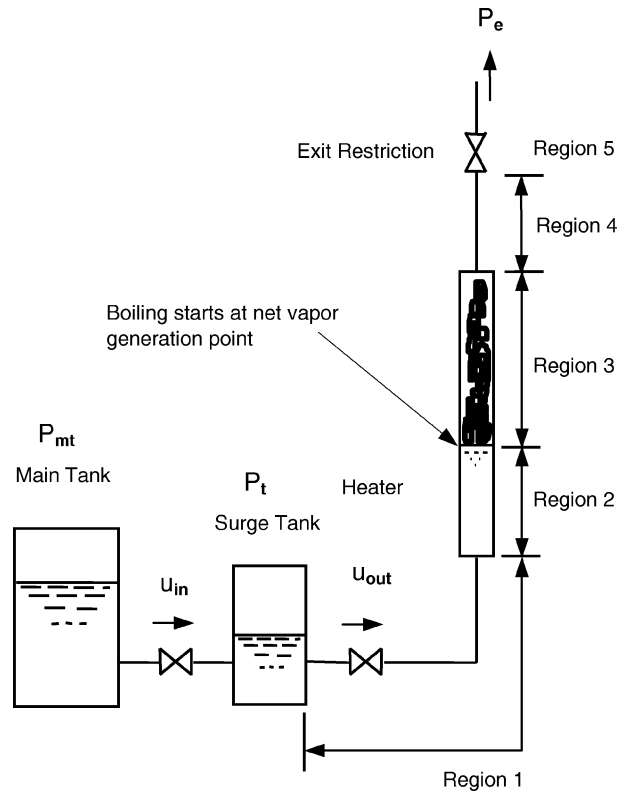 Pe
Exit Restriction
Region 5
Region 4
Boiling starts at net vapor
generation point
Region 3
Pmt
Main Tank
Pt
Surge Tank
Heater
Region 2
uin
uout
Region 1